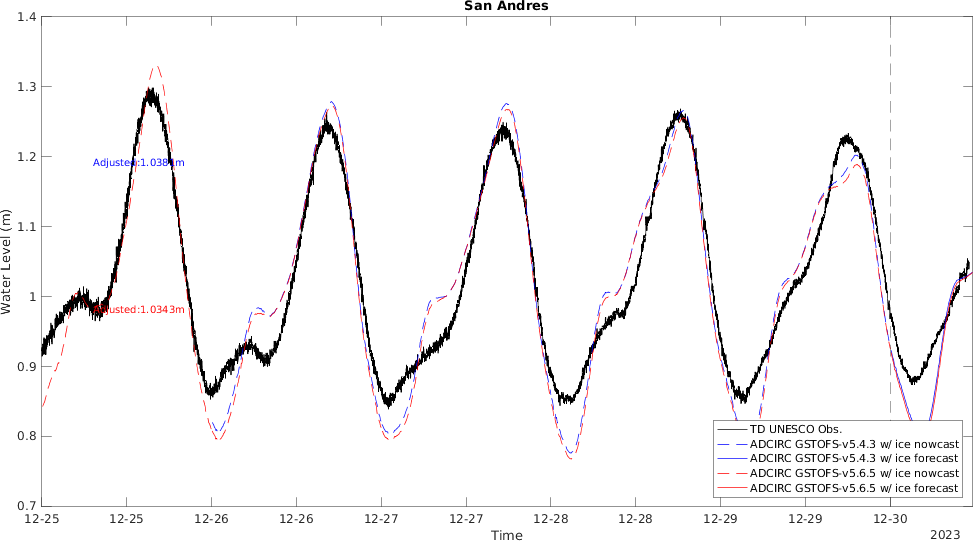 San Andres
1.4
1.3
1.2
1.1
1
0.9
0.8
0.7
Water Level (m)
Adjusted:1.0381m
Adjusted:1.0343m
TD UNESCO Obs.
ADCIRC GSTOFS-v5.4.3 w/ ice nowcast
ADCIRC GSTOFS-v5.4.3 w/ ice forecast
ADCIRC GSTOFS-v5.6.5 w/ ice nowcast
ADCIRC GSTOFS-v5.6.5 w/ ice forecast
12-25 12-25 12-26 12-26 12-27 12-27 12-28 12-28 12-29 12-29 12-30
Time
2023